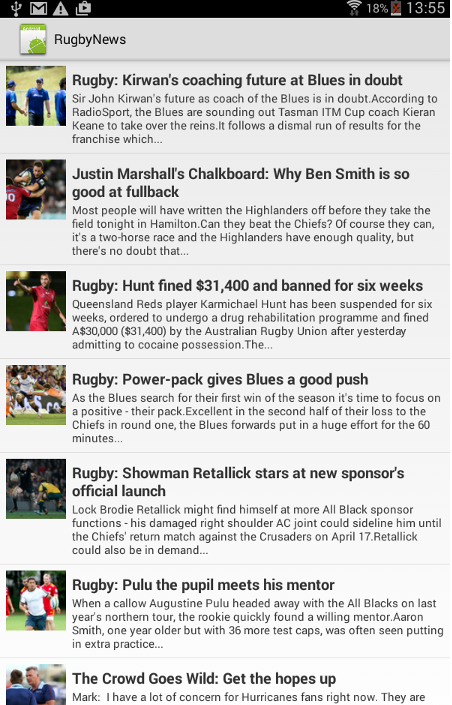 18% 13:55
RugbyNews
Rugby: Kirwan's coaching future at Blues in doubt
Sir John Kirwan's future as coach of the Blues is in doubt.According to
RadioSport, the Blues are sounding out Tasman ITM Cup coach Kieran
Keane to take over the reins.It follows a dismal run of results for the
franchise which...
Justin Marshall's Chalkboard: Why Ben Smith is so
good at fullback
Most people will have written the Highlanders off before they take the
field tonight in Hamilton.Can they beat the Chiefs? Of course they can,
it's a two-horse race and the Highlanders have enough quality, but
there's no doubt that...
Rugby: Hunt fined $31,400 and banned for six weeks
Queensland Reds player Karmichael Hunt has been suspended for six
weeks, ordered to undergo a drug rehabilitation programme and fined
A$30,000 ($31,400) by the Australian Rugby Union after yesterday
admitting to cocaine possession.The...
Rugby: Power-pack gives Blues a good push
As the Blues search for their first win of the season it's time to focus on
a positive - their pack.Excellent in the second half of their loss to the
Chiefs in round one, the Blues forwards put in a huge effort for the 60
minutes...
Rugby: Showman Retallick stars at new sponsor's
official launch
Lock Brodie Retallick might find himself at more All Black sponsor
functions - his damaged right shoulder AC joint could sideline him until
the Chiefs' return match against the Crusaders on April 17.Retallick
could also be in demand...
Rugby: Pulu the pupil meets his mentor
When a callow Augustine Pulu headed away with the All Blacks on last
year's northern tour, the rookie quickly found a willing mentor.Aaron
Smith, one year older but with 36 more test caps, was often seen putting
in extra practice...
The Crowd Goes Wild: Get the hopes up
Mark: I have a lot of concern for Hurricanes fans right now. They are